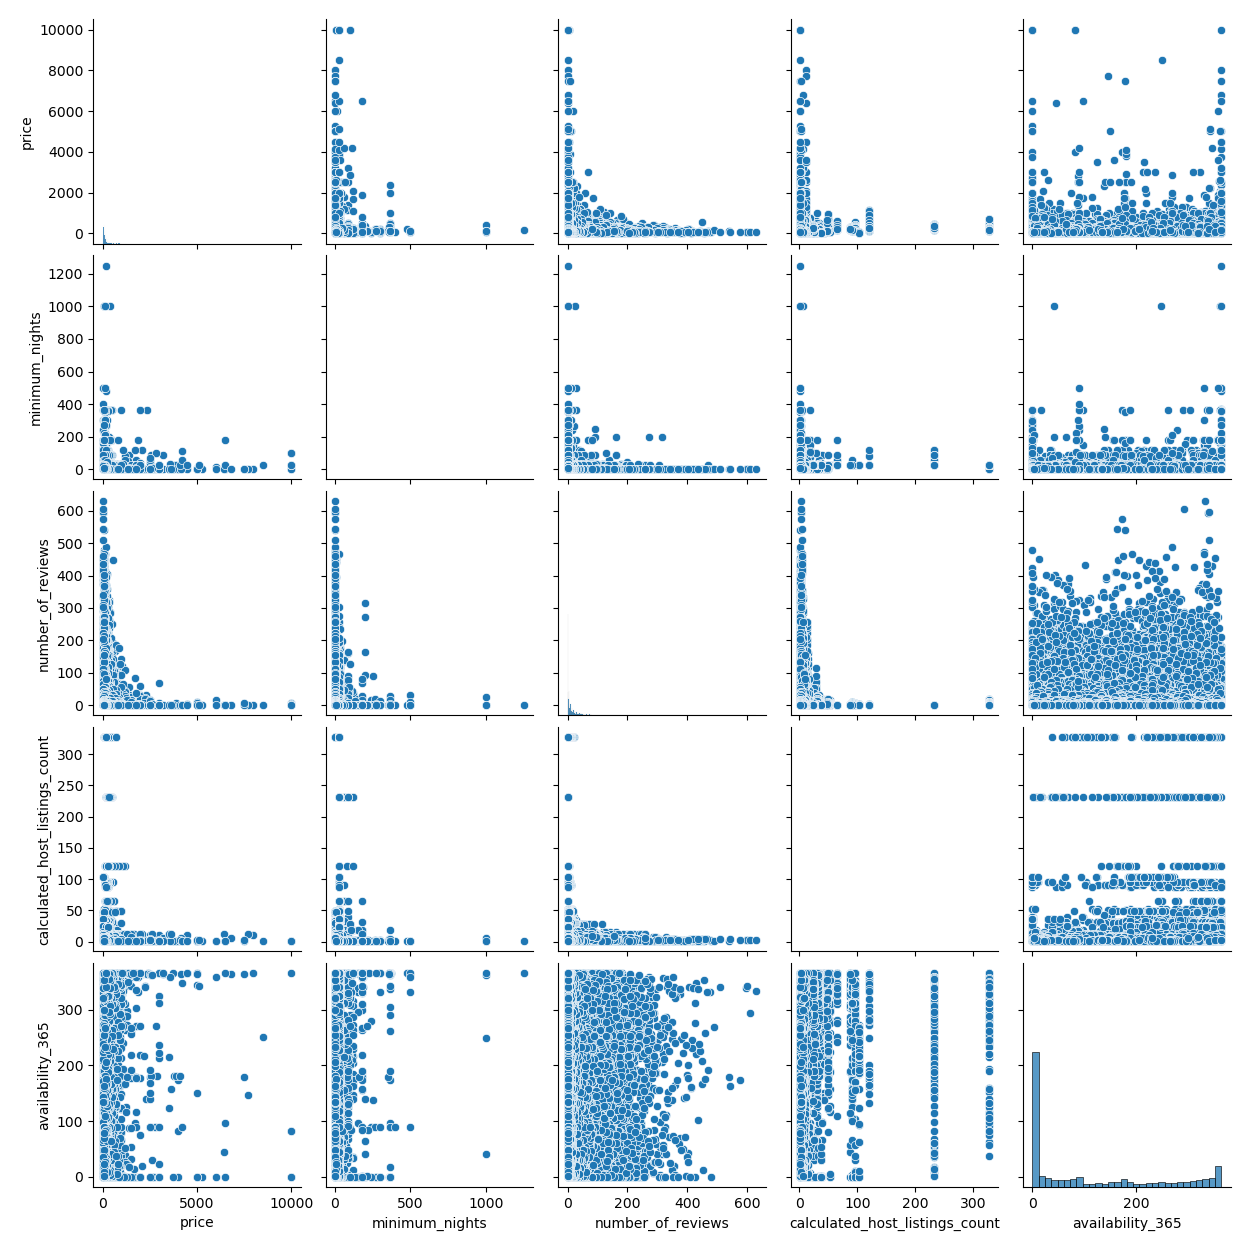 10000
8000
6000
4000
2000
0
price
1200
1000
800
600
400
200
0
minimum_nights
600
500
400
300
200
100
0
number_of_reviews
300
250
200
150
100
50
0
calculated_host_listings_count
300
200
100
0
availability_365
0 5000 10000
price
0 500 1000
minimum_nights
0 200 400 600
number_of_reviews
0 100 200 300
calculated_host_listings_count
0 200
availability_365